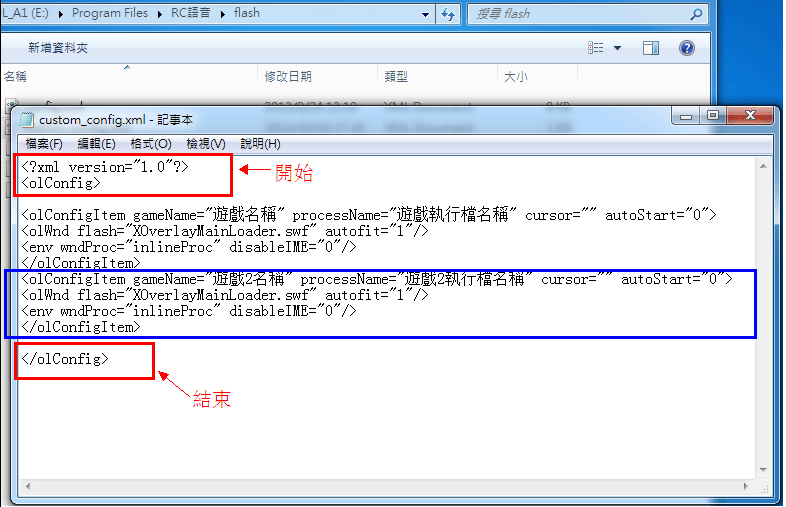 L_A1 (E:) ▸ Program Files ▸ RC語音 ▸ flash
搜尋 flash
新增資料夾
名稱 修改日期 類型 大小
custom_config.xml - 記事本
檔案(F) 編輯(E) 格式(O) 檢視(V) 說明(H)
<?xml version="1.0"?>
開始
<olConfig>
<olConfigItem gameName="遊戲名稱" processName="遊戲執行檔名稱" cursor="" autoStart="0">
<olWnd flash="XOverlayMainLoader.swf" autofit="1"/>
<env wndProc="inlineProc" disableIME="0"/>
</olConfigItem>
<olConfigItem gameName="遊戲2名稱" processName="遊戲2執行檔名稱" cursor="" autoStart="0">
<olWnd flash="XOverlayMainLoader.swf" autofit="1"/>
<env wndProc="inlineProc" disableIME="0"/>
</olConfigItem>
</olConfig>
結束